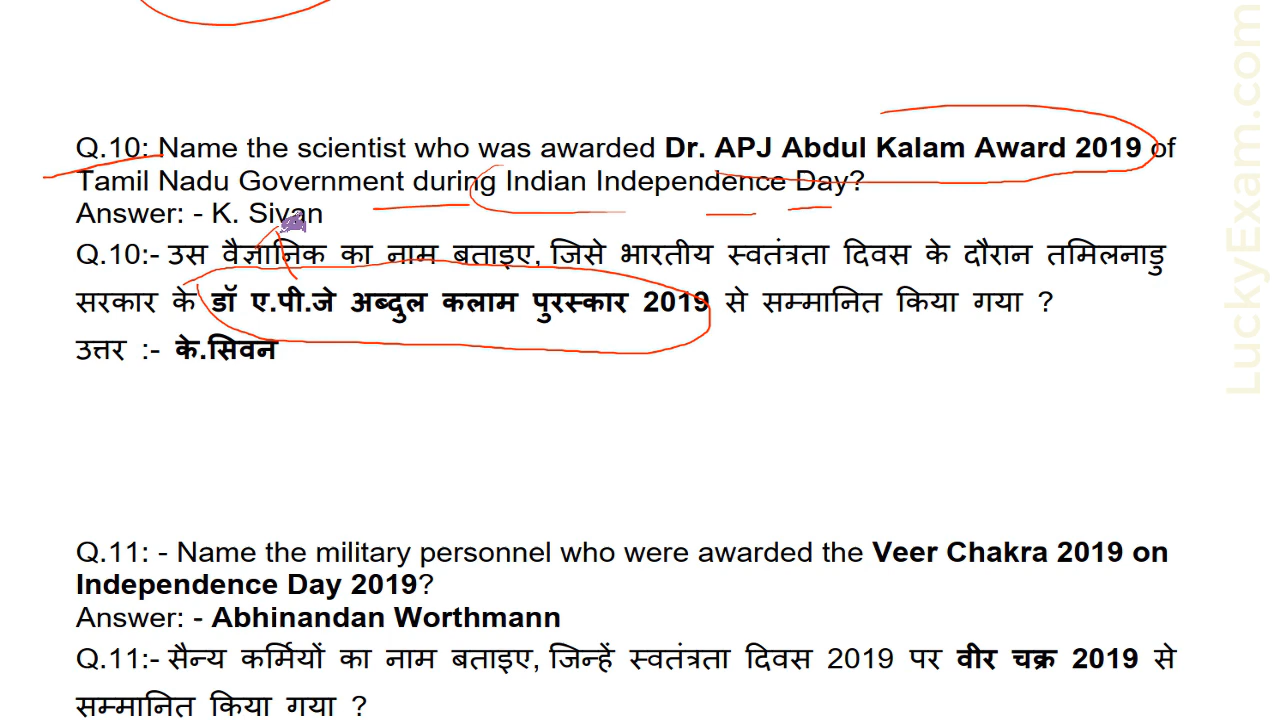 Q.10: Name the scientist who was awarded Dr. APJ Abdul Kalam Award 2019 of
Tamil Nadu Government during Indian Independence Day?
Answer: - K. Sivan
Q.10:- उस वैज्ञानिक का नाम बताइए, जिसे भारतीय स्वतंत्रता दिवस के दौरान तमिलनाडु
सरकार के डॉ ए.पी.जे अब्दुल कलाम पुरस्कार 2019 से सम्मानित किया गया ?
उत्तर :- के.सिवन
Q.11: - Name the military personnel who were awarded the Veer Chakra 2019 on
Independence Day 2019?
Answer: - Abhinandan Worthmann
Q.11:- सैन्य कर्मियों का नाम बताइए, जिन्हें स्वतंत्रता दिवस 2019 पर वीर चक्र 2019 से
सम्मानित किया गया ?
LuckyExam.com